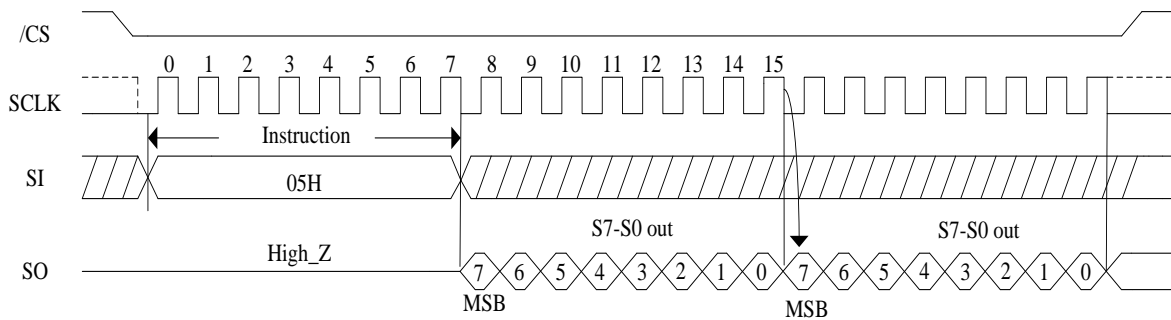 /CS
0 1 2 3 4 5 6 7 8 9 10 11 12 13 14 15
SCLK
Instruction
SI
05H
S7-S0 out S7-S0 out
High_Z
SO
7 6 5 4 3 2 1 0 7 6 5 4 3 2 1 0
MSB MSB